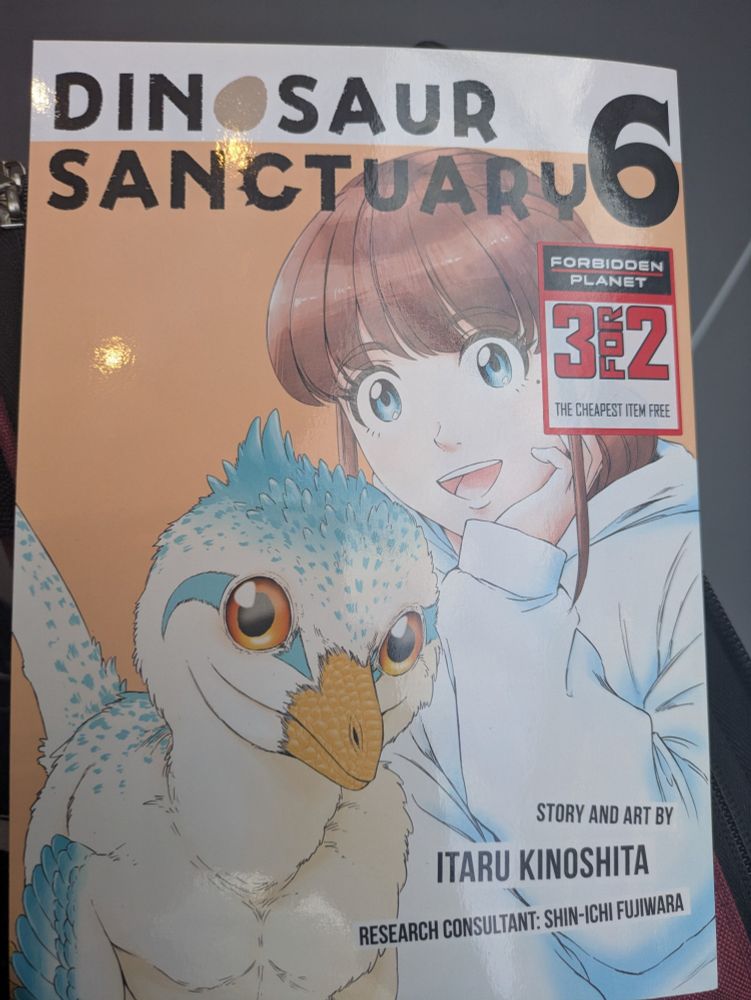 DINOSAUR
SANCTUARY 6
FORBIDDEN
PLANET
3 FOR 2
THE CHEAPEST ITEM FREE
STORY AND ART BY
ITARU KINOSHITA
RESEARCH CONSULTANT: SHIN-ICHI FUJIWARA